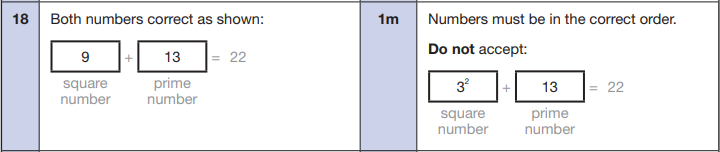 18 Both numbers correct as shown: 1m Numbers must be in the correct order.
Do not accept:
9 + 13 = 22
square number prime number
3² + 13 = 22
square number prime number